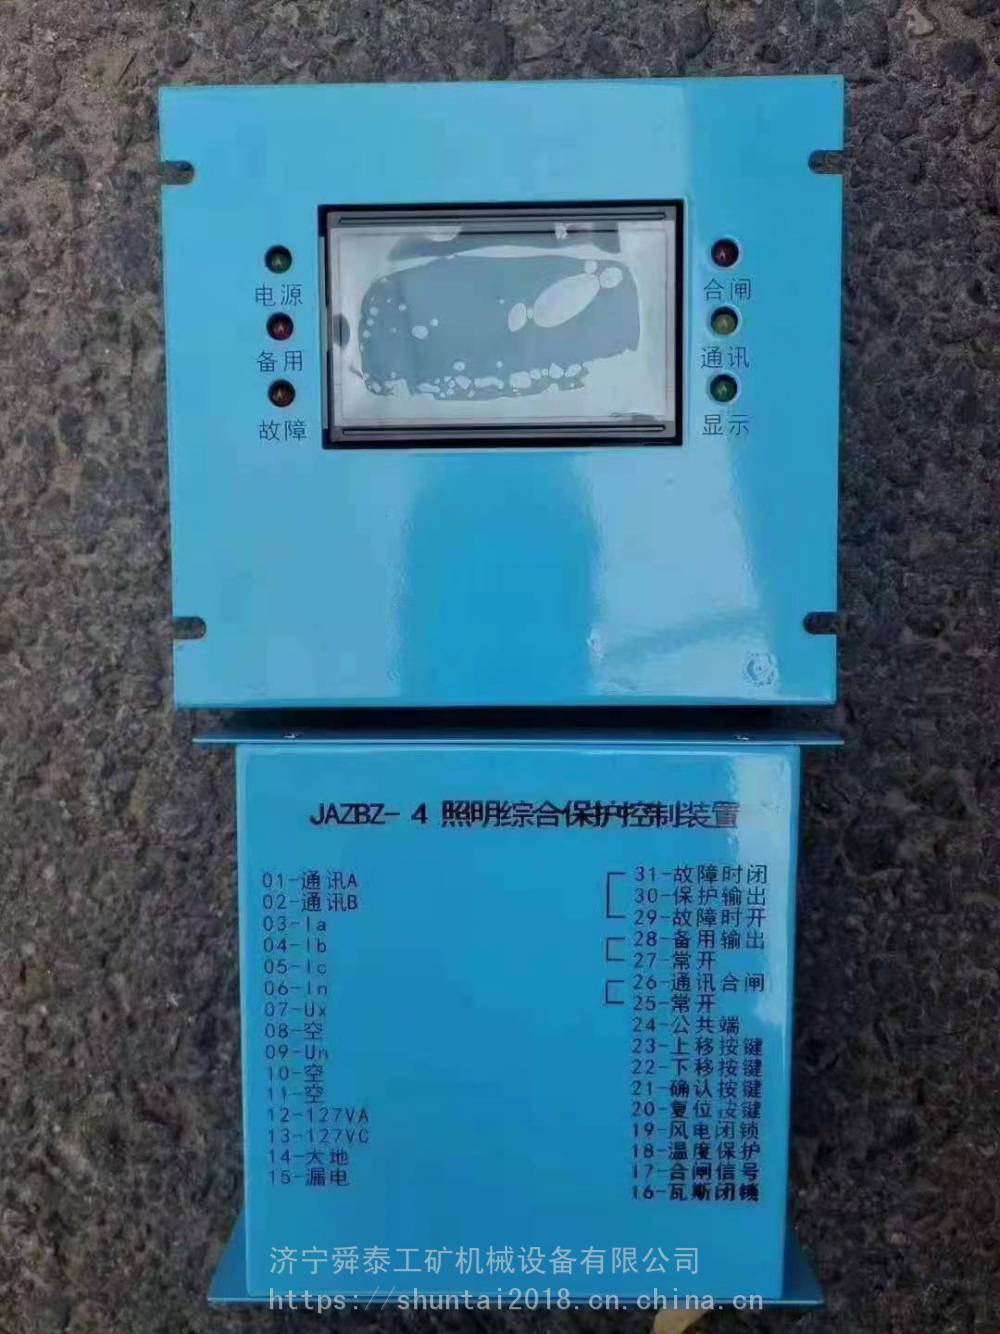 电源
备用
故障
合闸
通讯
显示
JAZBZ-4 照明综合保护控制装置
01-通讯A
02-通讯B
03-Ia
04-Ib
05-Ic
06-In
07-Ux
08-空
09-Un
10-空
11-空
12-127VA
13-127VC
14-大地
15-漏电
31-故障时闭
30-保护输出
29-故障时开
28-备用输出
27-常开
26-通讯合闸
25-常开
24-公共端
23-上移按键
22-下移按键
21-确认按键
20-复位按键
19-风电闭锁
18-温度保护
17-合闸信号
16-瓦斯闭锁
济宁舜泰工矿机械设备有限公司
https://shuntai2018.cn.china.cn